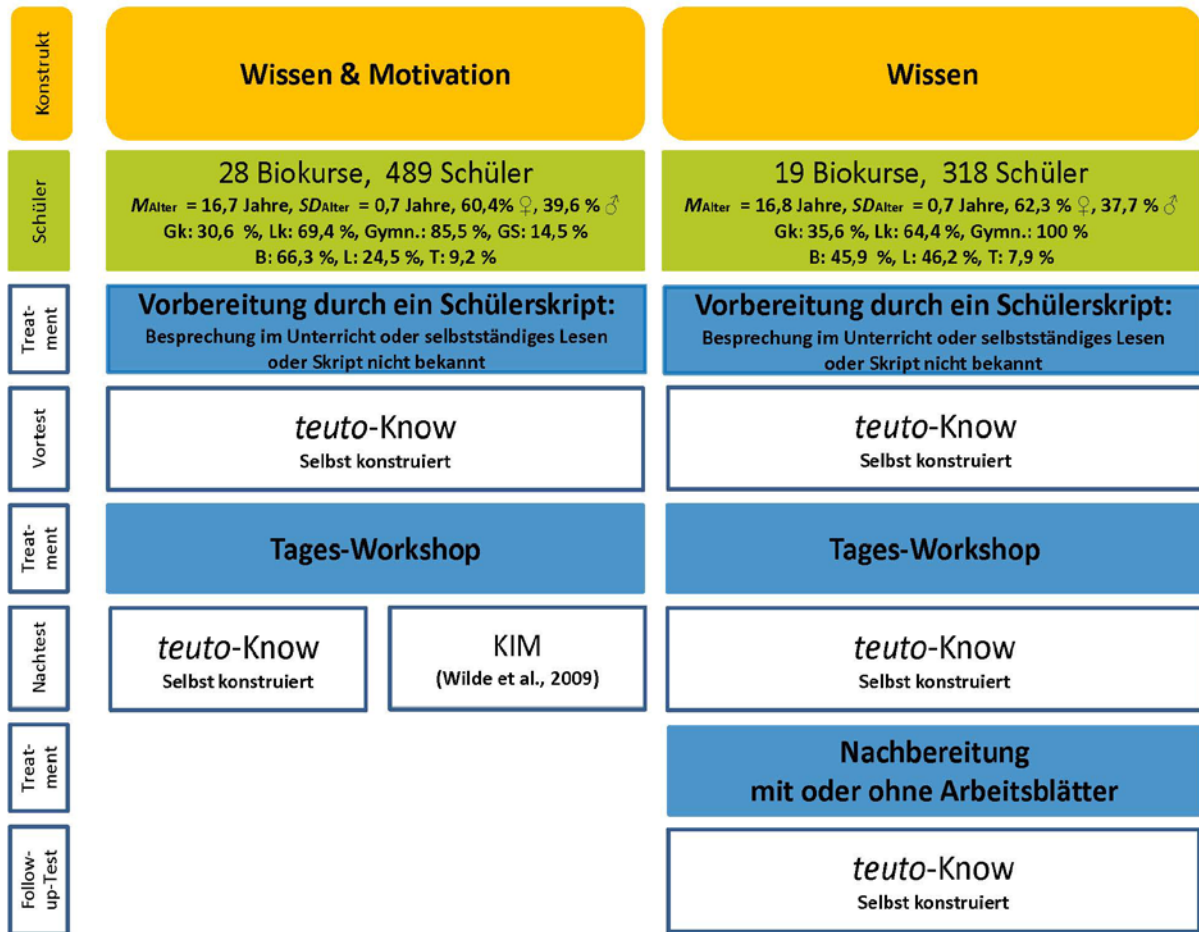 Konstrukt
Wissen & Motivation
Wissen
Schüler
28 Biokurse, 489 Schüler
MAlter = 16,7 Jahre, SDAlter = 0,7 Jahre, 60,4% ♀, 39,6 % ♂
Gk: 30,6 %, Lk: 69,4 %, Gymn.: 85,5 %, GS: 14,5 %
B: 66,3 %, L: 24,5 %, T: 9,2 %
19 Biokurse, 318 Schüler
MAlter = 16,8 Jahre, SDAlter = 0,7 Jahre, 62,3 % ♀, 37,7 % ♂
Gk: 35,6 %, Lk: 64,4 %, Gymn.: 100 %
B: 45,9 %, L: 46,2 %, T: 7,9 %
Treat-
ment
Vorbereitung durch ein Schülerskript:
Besprechung im Unterricht oder selbstständiges Lesen
oder Skript nicht bekannt
Vorbereitung durch ein Schülerskript:
Besprechung im Unterricht oder selbstständiges Lesen
oder Skript nicht bekannt
Vortest
teuto-Know
Selbst konstruiert
teuto-Know
Selbst konstruiert
Treat-
ment
Tages-Workshop
Tages-Workshop
Nachtest
teuto-Know
Selbst konstruiert
KIM
(Wilde et al., 2009)
teuto-Know
Selbst konstruiert
Treat-
ment
Nachbereitung
mit oder ohne Arbeitsblätter
Follow-
up-Test
teuto-Know
Selbst konstruiert